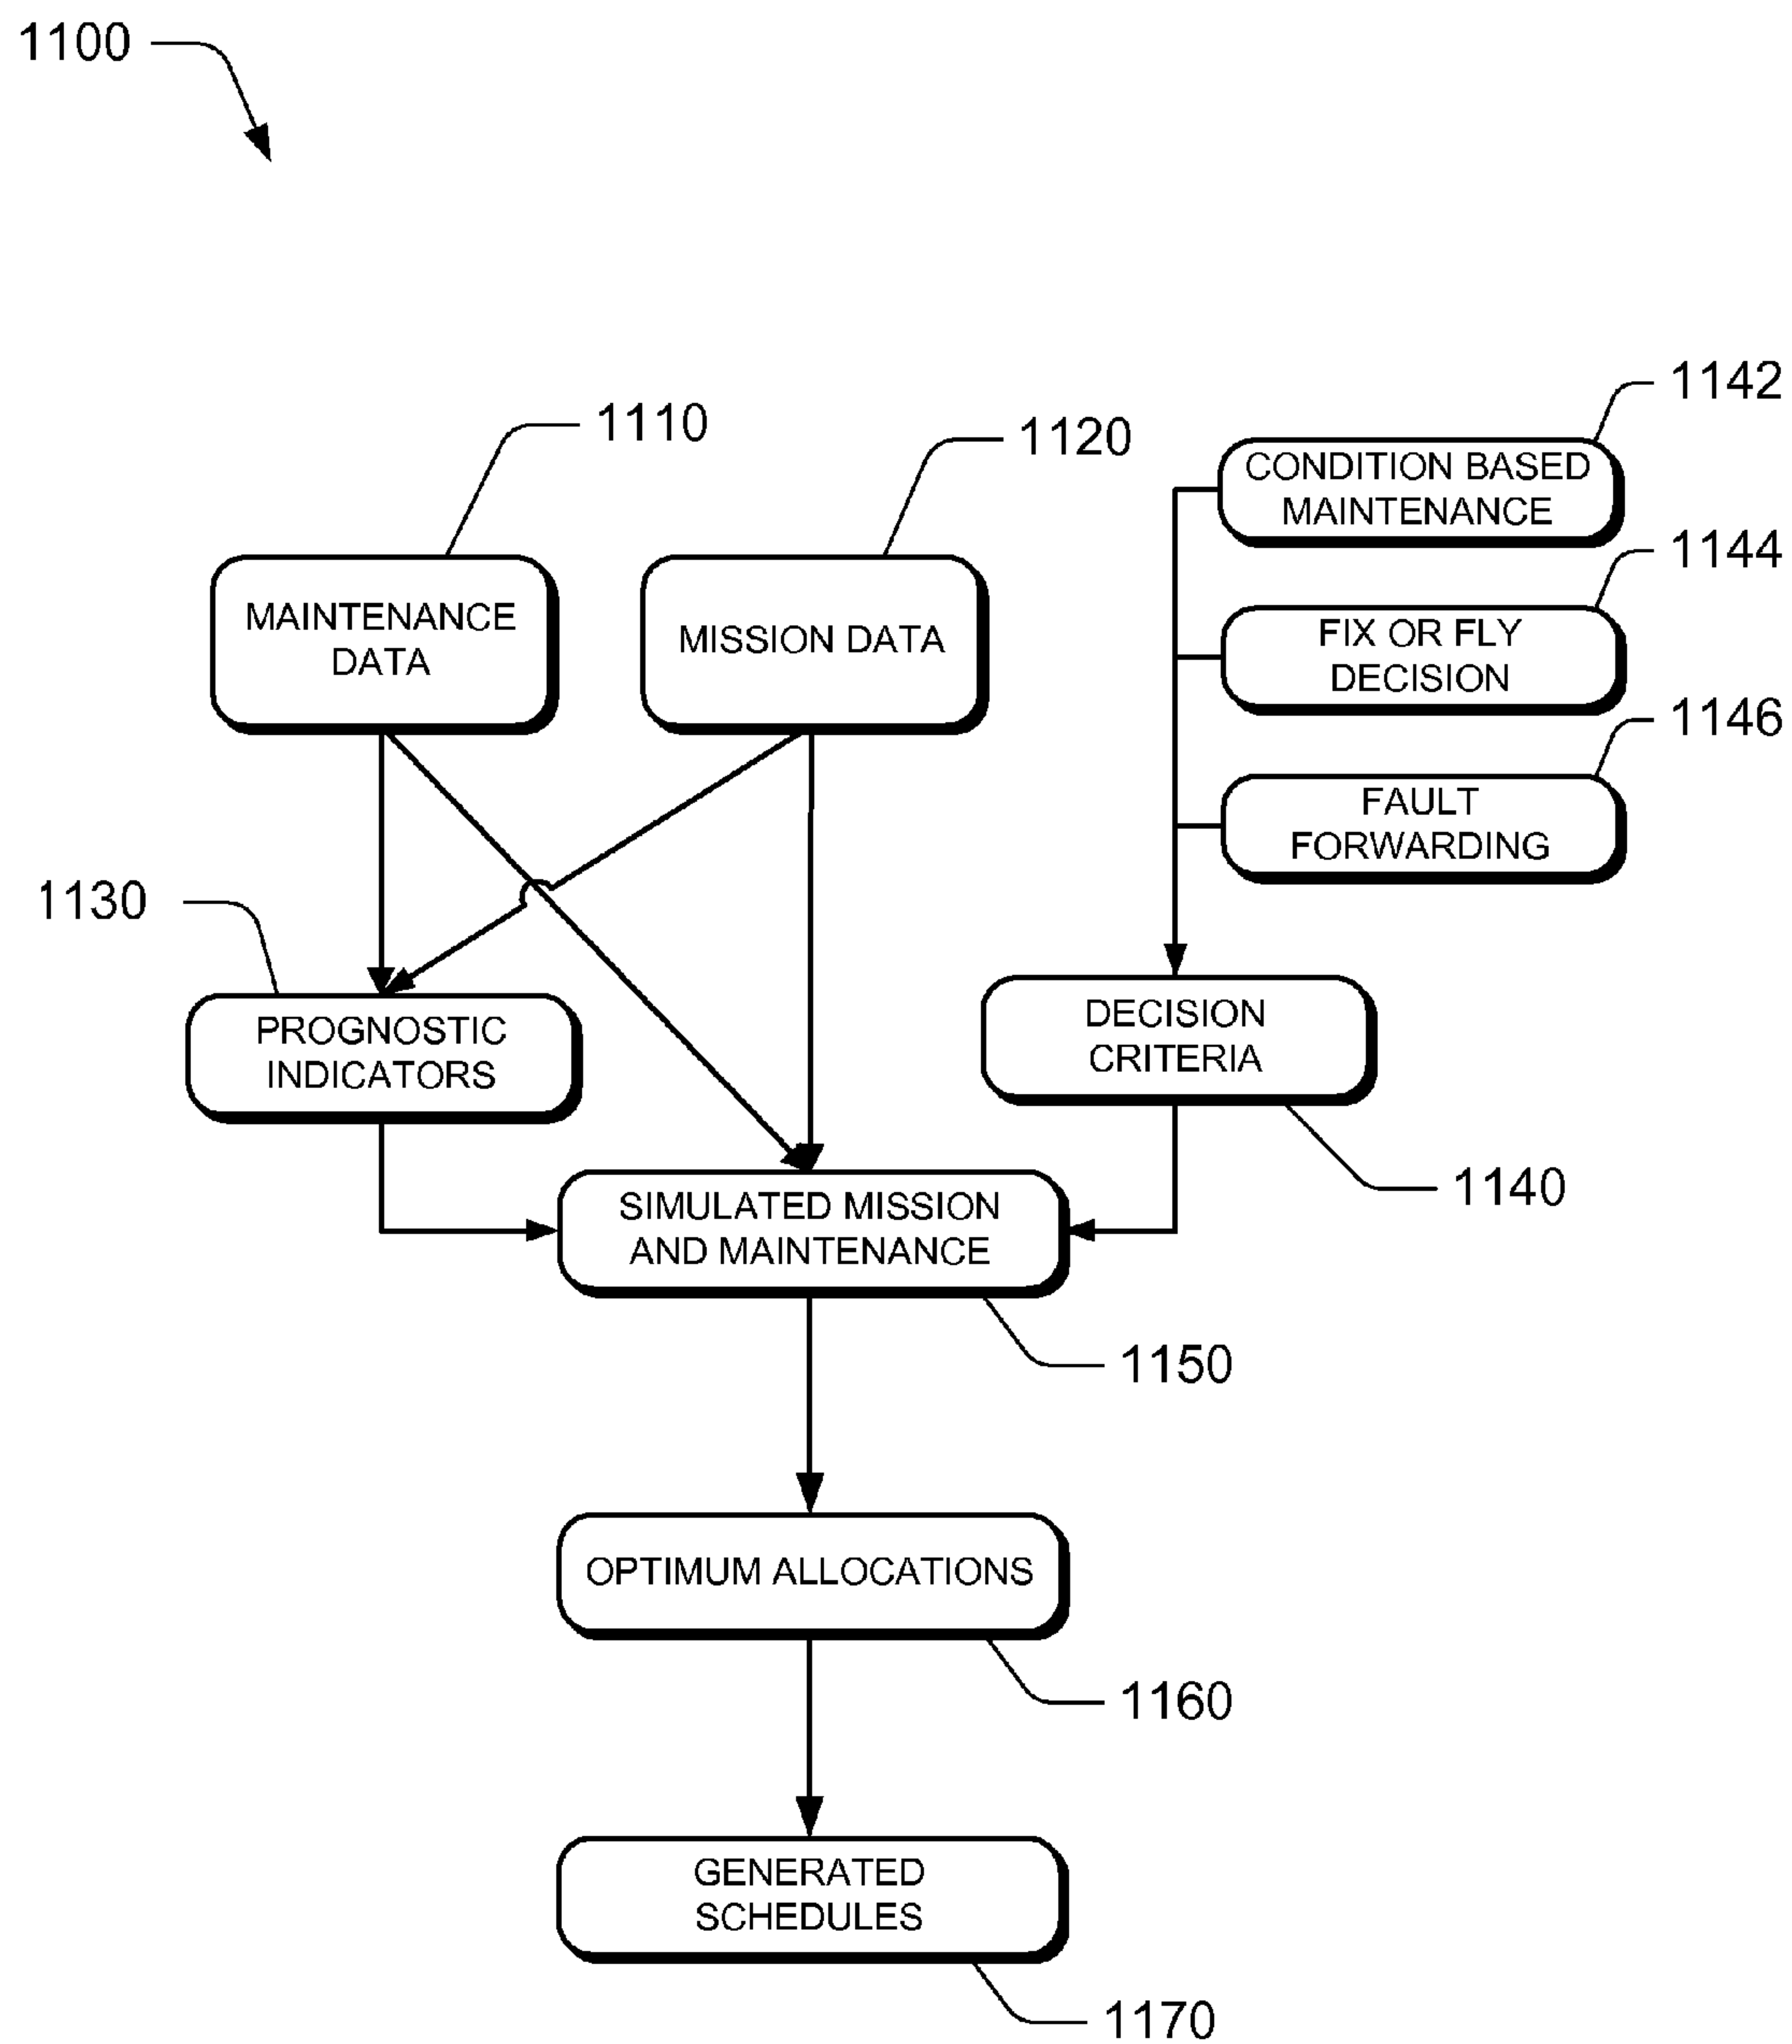 1100
1142
1110
1120
CONDITION BASED
MAINTENANCE
1144
MAINTENANCE
DATA
MISSION DATA
FIX OR FLY
DECISION
1146
FAULT
FORWARDING
1130
PROGNOSTIC
INDICATORS
DECISION
CRITERIA
1140
SIMULATED MISSION
AND MAINTENANCE
1150
OPTIMUM ALLOCATIONS
1160
GENERATED
SCHEDULES
1170